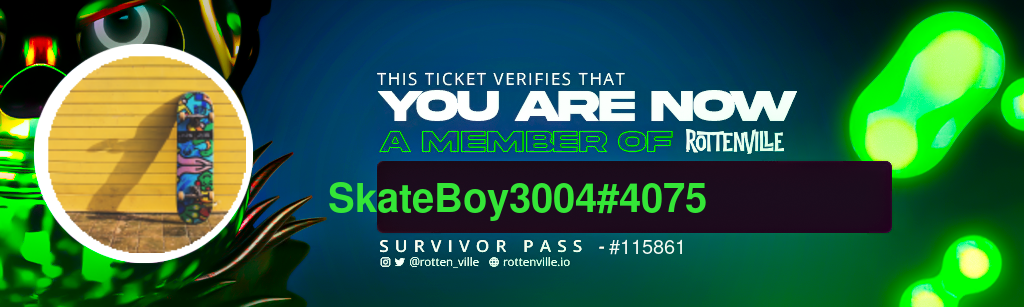 THIS TICKET VERIFIES THAT
YOU ARE NOW
A MEMBER OF ROTTENVILLE
SkateBoy3004#4075
SURVIVOR PASS - #115861
@rotten_ville rottenville.io